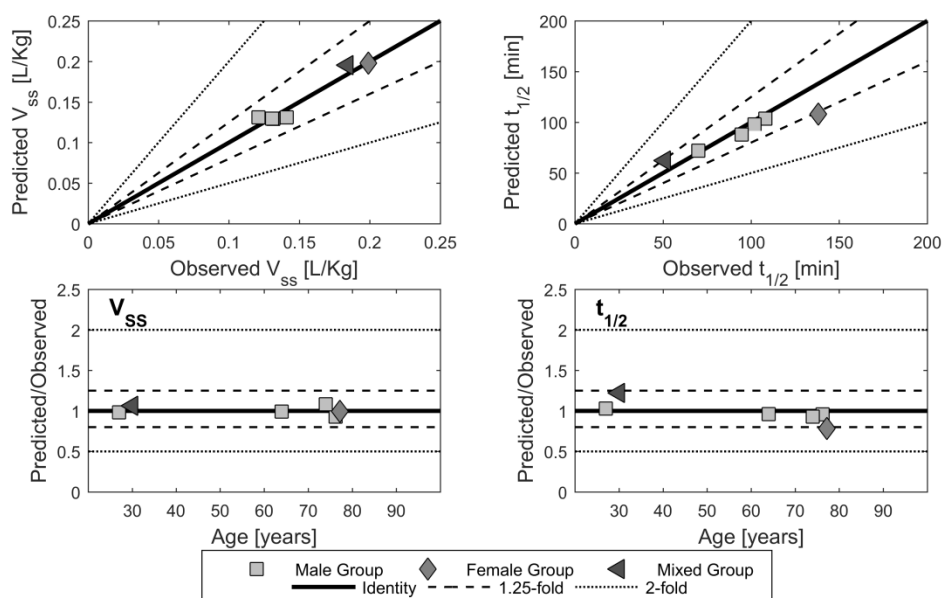 0.25
0.2
0.15
0.1
0.05
0
Predicted V_ss [L/Kg]
0 0.05 0.1 0.15 0.2 0.25
Observed V_ss [L/Kg]
200
150
100
50
0
Predicted t_1/2 [min]
0 50 100 150 200
Observed t_1/2 [min]
2.5
2
1.5
1
0.5
0
Predicted/Observed
V_SS
30 40 50 60 70 80 90
Age [years]
2.5
2
1.5
1
0.5
0
Predicted/Observed
t_1/2
30 40 50 60 70 80 90
Age [years]
Male Group Female Group Mixed Group
Identity 1.25-fold 2-fold